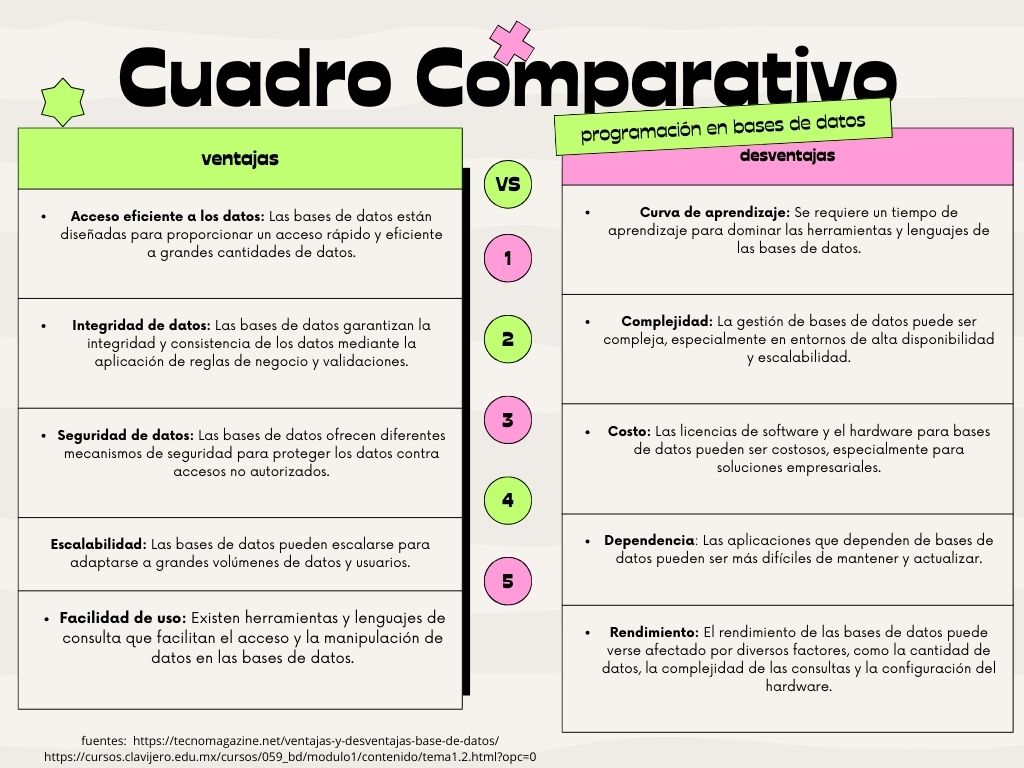 Cuadro Comparativo
programación en bases de datos
ventajas
• Acceso eficiente a los datos: Las bases de datos están
diseñadas para proporcionar un acceso rápido y eficiente
a grandes cantidades de datos.
• Integridad de datos: Las bases de datos garantizan la
integridad y consistencia de los datos mediante la
aplicación de reglas de negocio y validaciones.
• Seguridad de datos: Las bases de datos ofrecen diferentes
mecanismos de seguridad para proteger los datos contra
accesos no autorizados.
Escalabilidad: Las bases de datos pueden escalarse para
adaptarse a grandes volúmenes de datos y usuarios.
• Facilidad de uso: Existen herramientas y lenguajes de
consulta que facilitan el acceso y la manipulación de
datos en las bases de datos.
VS
1
2
3
4
5
desventajas
• Curva de aprendizaje: Se requiere un tiempo de
aprendizaje para dominar las herramientas y lenguajes de
las bases de datos.
• Complejidad: La gestión de bases de datos puede ser
compleja, especialmente en entornos de alta disponibilidad
y escalabilidad.
• Costo: Las licencias de software y el hardware para bases
de datos pueden ser costosos, especialmente para
soluciones empresariales.
• Dependencia: Las aplicaciones que dependen de bases de
datos pueden ser más difíciles de mantener y actualizar.
• Rendimiento: El rendimiento de las bases de datos puede
verse afectado por diversos factores, como la cantidad de
datos, la complejidad de las consultas y la configuración del
hardware.
fuentes: https://tecnomagazine.net/ventajas-y-desventajas-base-de-datos/
https://cursos.clavijero.edu.mx/cursos/059_bd/modulo1/contenido/tema1.2.html?opc=0